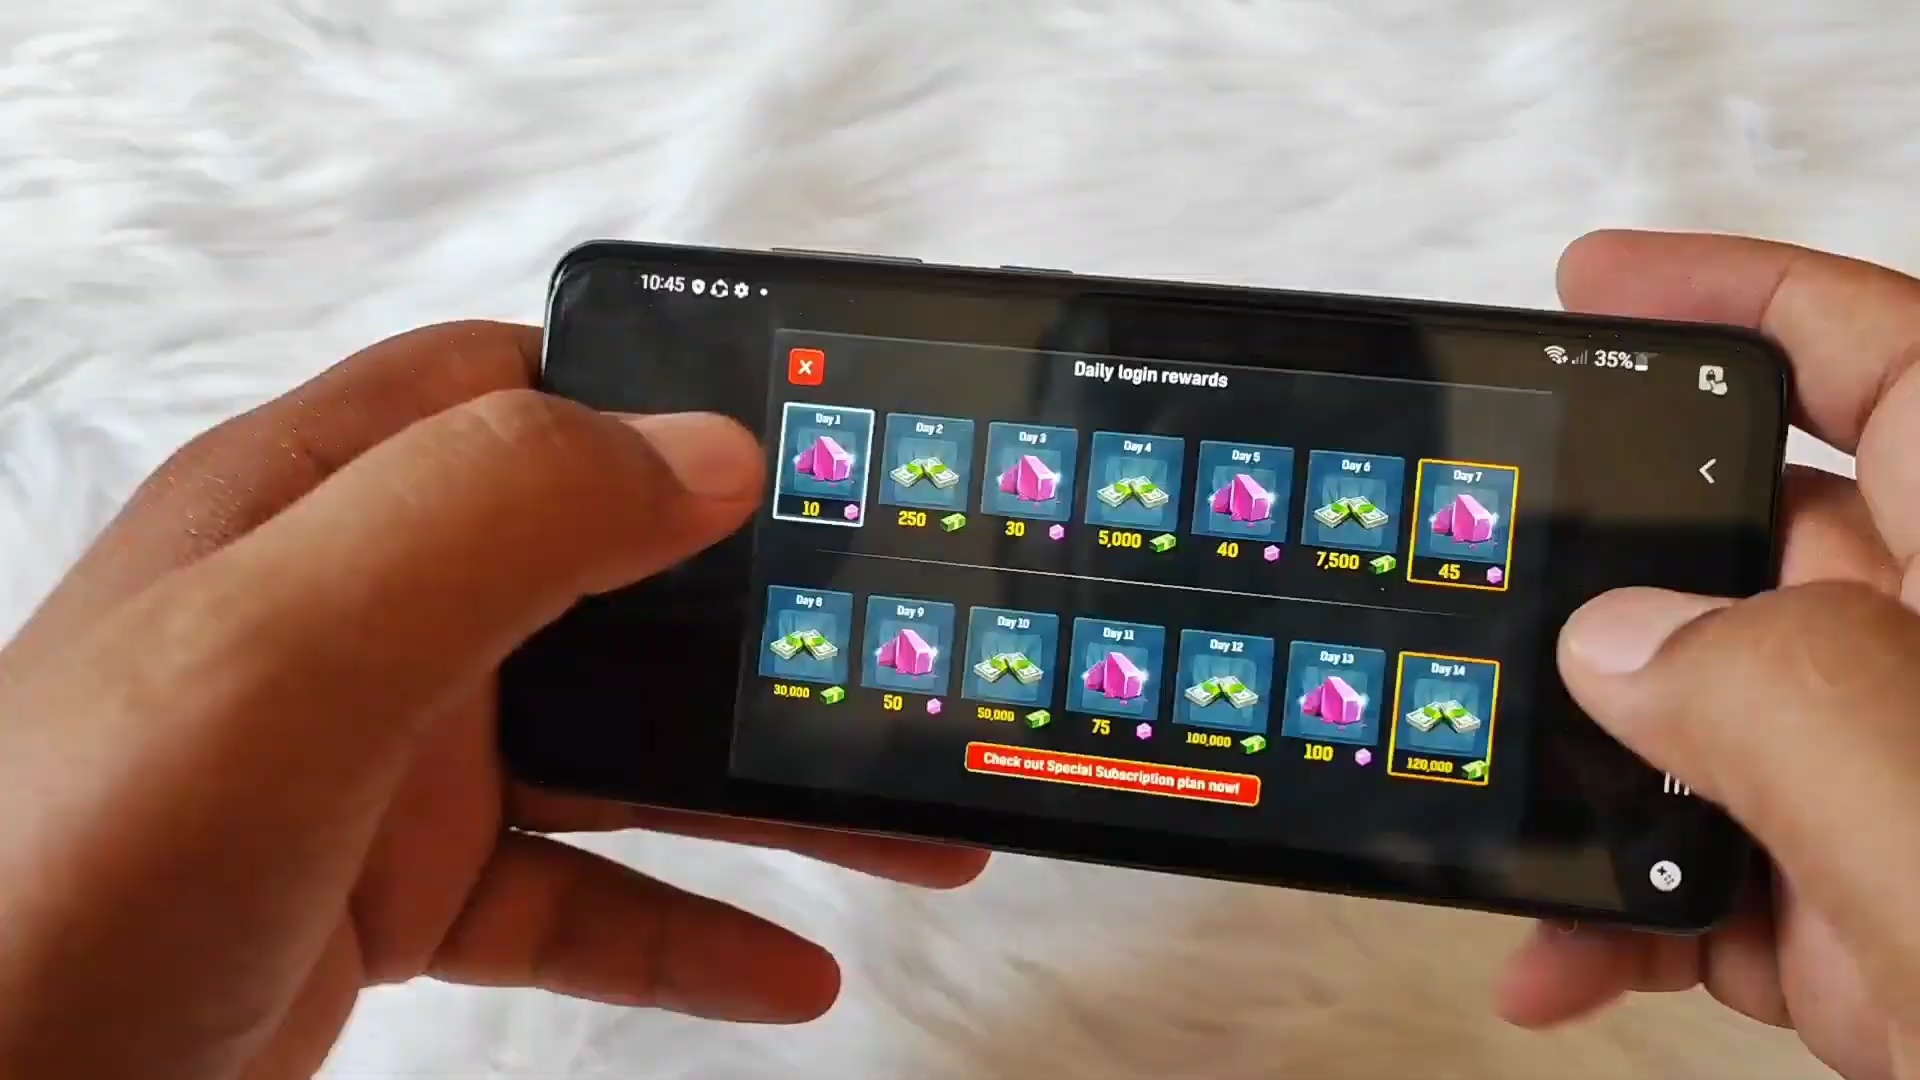 10:45
35%
Daily login rewards
Day 1 Day 2 Day 3 Day 4 Day 5 Day 6 Day 7
10 250 30 5,000 40 7,500 45
Day 8 Day 9 Day 10 Day 11 Day 12 Day 13 Day 14
30,000 50 50,000 75 100,000 100 120,000
Check out Special Subscription plan now!